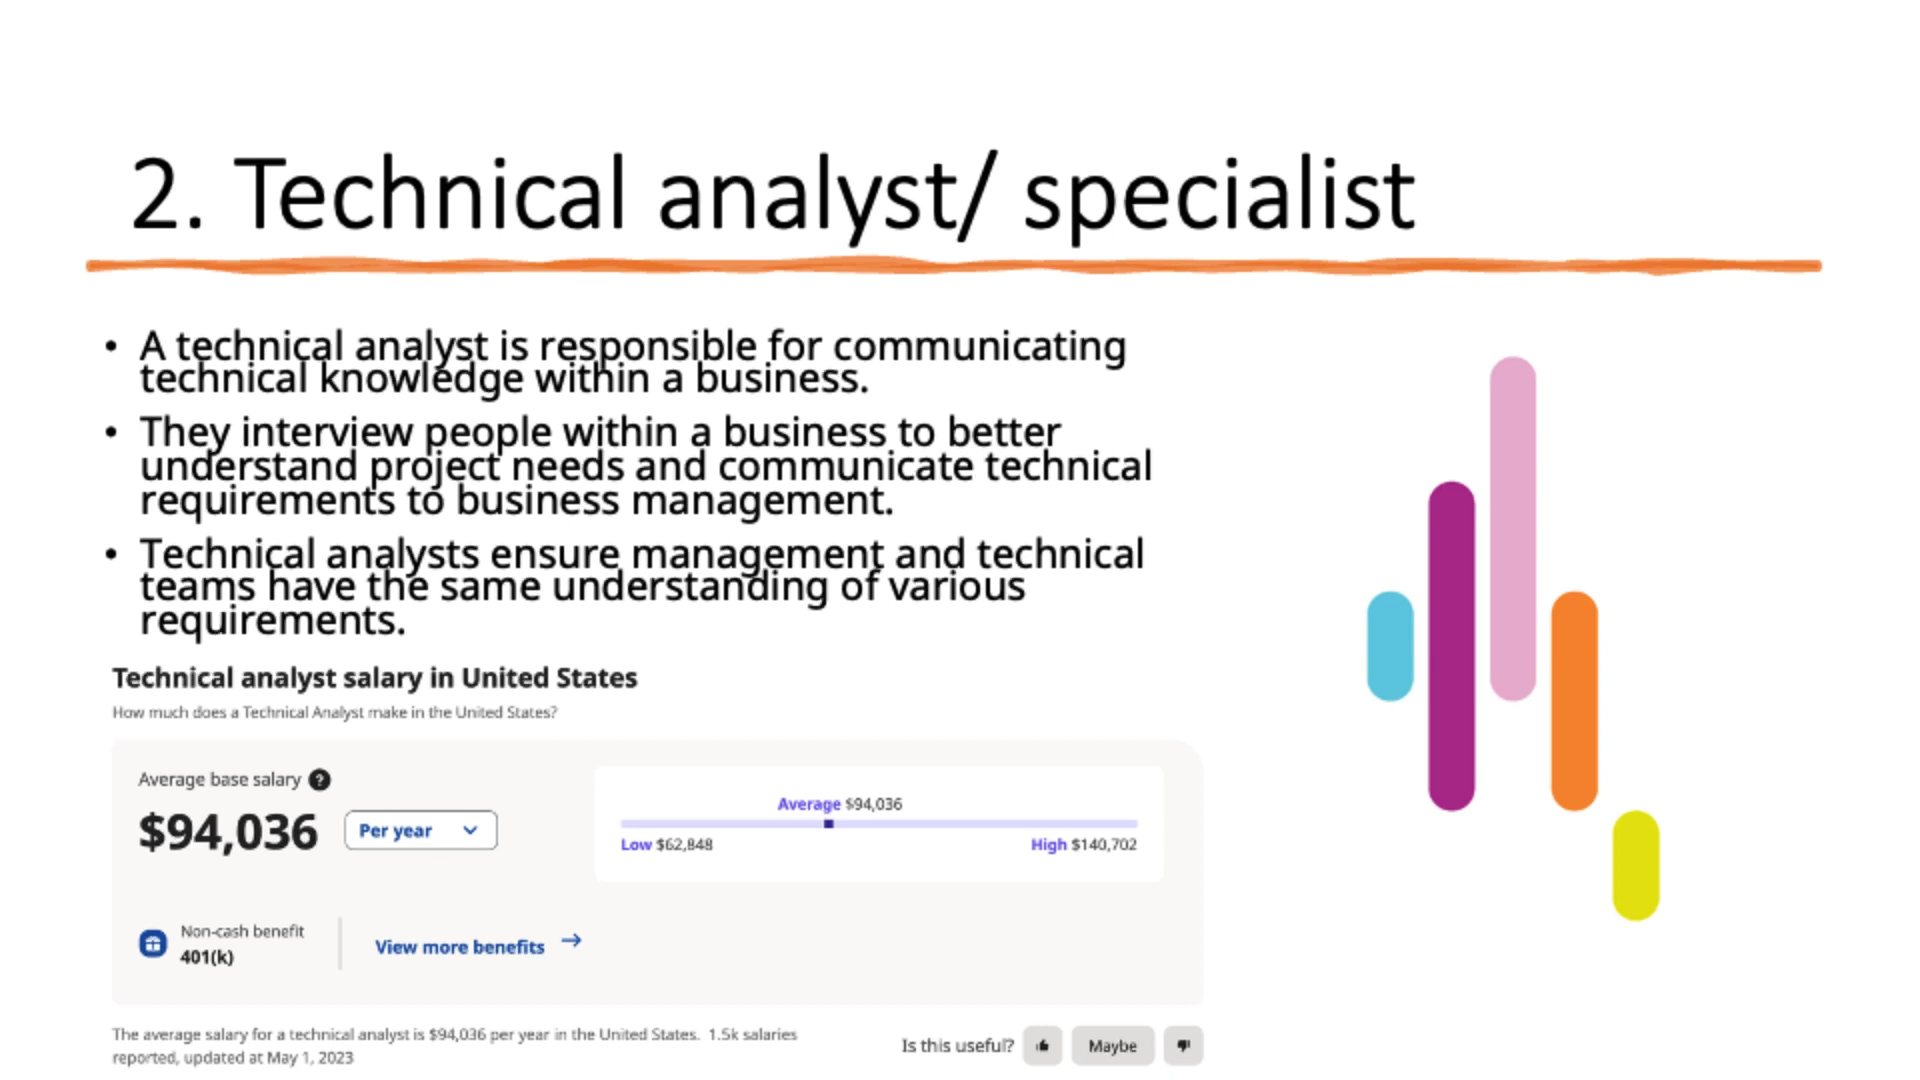 2. Technical analyst/ specialist
• A technical analyst is responsible for communicating
technical knowledge within a business.
• They interview people within a business to better
understand project needs and communicate technical
requirements to business management.
• Technical analysts ensure management and technical
teams have the same understanding of various
requirements.
Technical analyst salary in United States
How much does a Technical Analyst make in the United States?
Average base salary ?
$94,036 Per year
Average $94,036
Low $62,848 High $140,702
Non-cash benefit
401(k)
View more benefits →
The average salary for a technical analyst is $94,036 per year in the United States. 1.5k salaries
reported, updated at May 1, 2023
Is this useful? Maybe